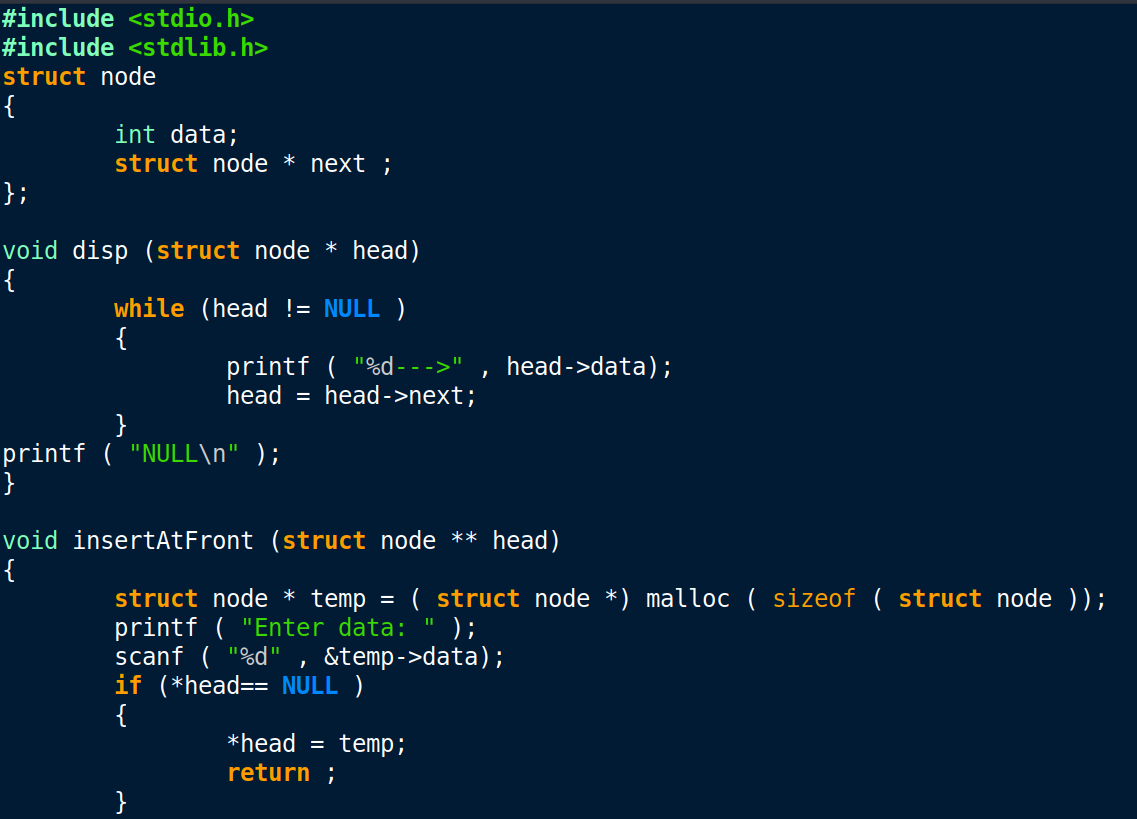 #include <stdio.h>
#include <stdlib.h>
struct node
{
        int data;
        struct node * next ;
};

void disp (struct node * head)
{
        while (head != NULL )
        {
                printf ( "%d--->" , head->data);
                head = head->next;
        }
printf ( "NULL\n" );
}

void insertAtFront (struct node ** head)
{
        struct node * temp = ( struct node *) malloc ( sizeof ( struct node ));
        printf ( "Enter data: " );
        scanf ( "%d" , &temp->data);
        if (*head== NULL )
        {
                *head = temp;
                return ;
        }